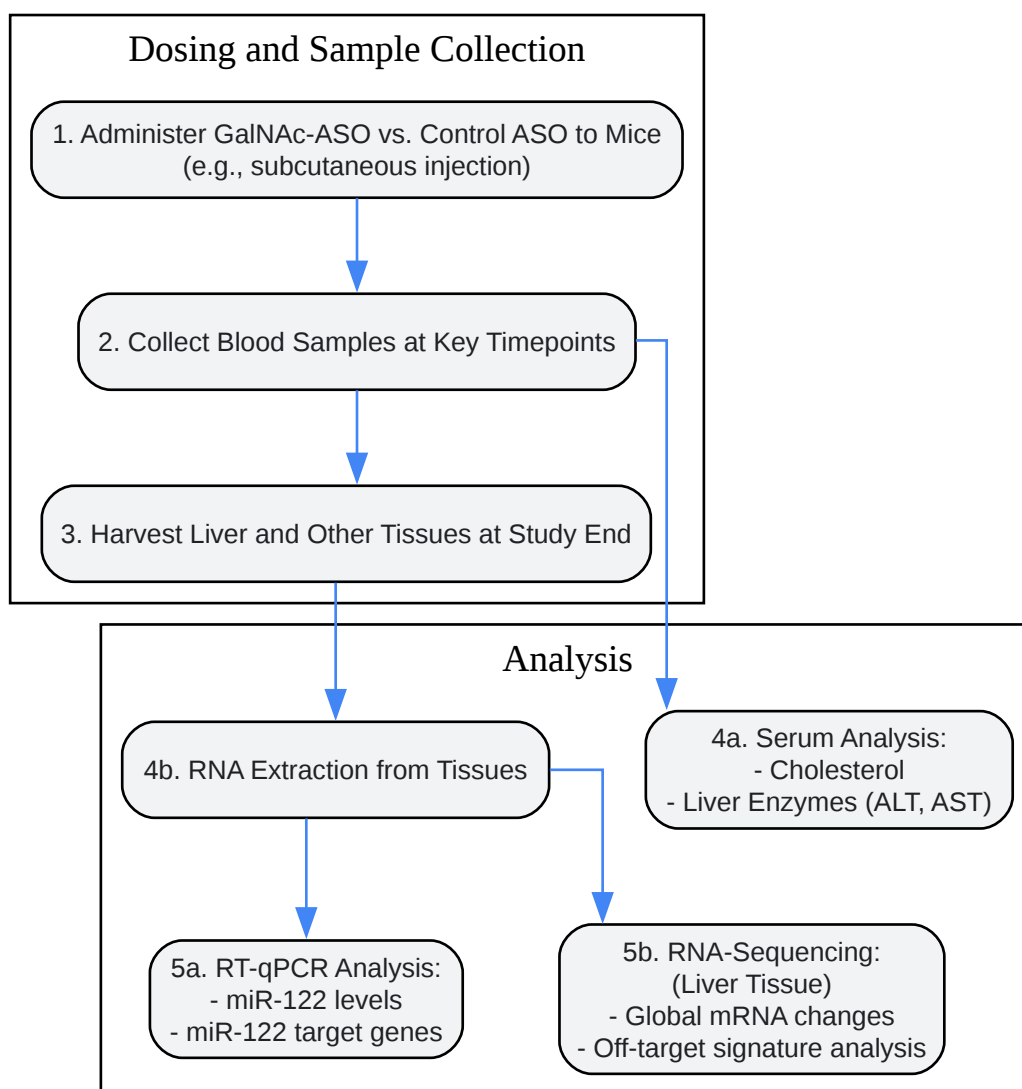 Dosing and Sample Collection
1. Administer GalNAc-ASO vs. Control ASO to Mice
(e.g., subcutaneous injection)
2. Collect Blood Samples at Key Timepoints
3. Harvest Liver and Other Tissues at Study End
Analysis
4a. Serum Analysis:
- Cholesterol
- Liver Enzymes (ALT, AST)
4b. RNA Extraction from Tissues
5a. RT-qPCR Analysis:
- miR-122 levels
- miR-122 target genes
5b. RNA-Sequencing:
(Liver Tissue)
- Global mRNA changes
- Off-target signature analysis